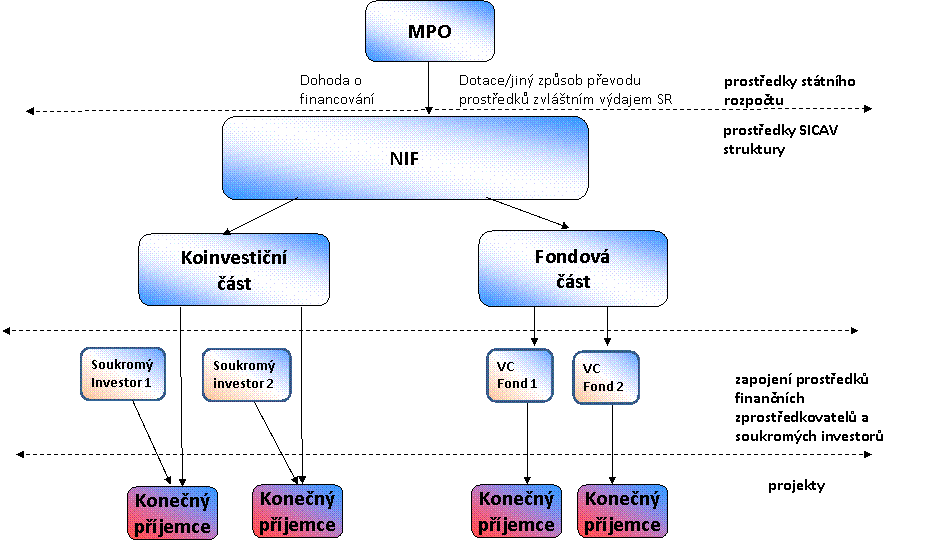 MPO
Dohoda o
financování
Dotace/jiný způsob převodu
prostředků zvláštním výdajem SR
prostředky státního
rozpočtu
prostředky SICAV
struktury
NIF
Koinvestiční
část
Fondová
část
Soukromý
Investor 1
Soukromý
investor 2
VC
Fond 1
VC
Fond 2
zapojení prostředků
finančních
zprostředkovatelů a
soukromých investorů
projekty
Konečný
příjemce
Konečný
příjemce
Konečný
příjemce
Konečný
příjemce